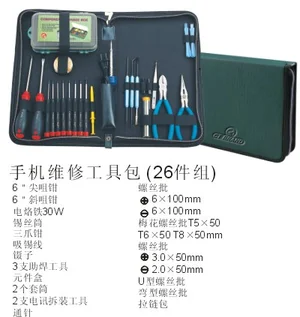 手机维修工具包 (26件组)
6＂尖咀钳
6＂斜咀钳
电烙铁30W
锡丝筒
三爪钳
吸锡线
镊子
3支助焊工具
元件盒
2个套筒
2支电讯拆装工具
通针
螺丝批
6×100mm
6×100mm
梅花螺丝批T5×50
T6×50 T8×50mm
螺丝批
3.0×50mm
2.0×50mm
U型螺丝批
弯型螺丝批
拉链包